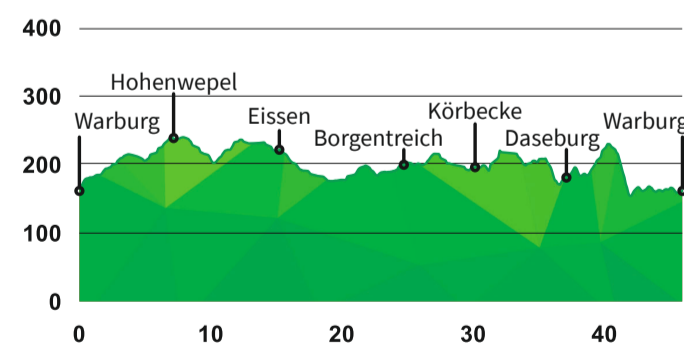 400
Hohenwepel
300
Warburg
Eissen
Körbecke
Warburg
Borgentreich
Daseburg
200
100
0
0 10 20 30 40